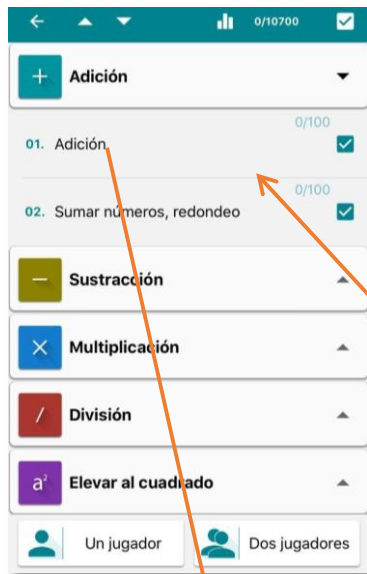 0/10700
+ Adición
0/100
01. Adición
0/100
02. Sumar números, redondeo
− Sustracción
× Multiplicación
/ División
a² Elevar al cuadrado
Un jugador Dos jugadores